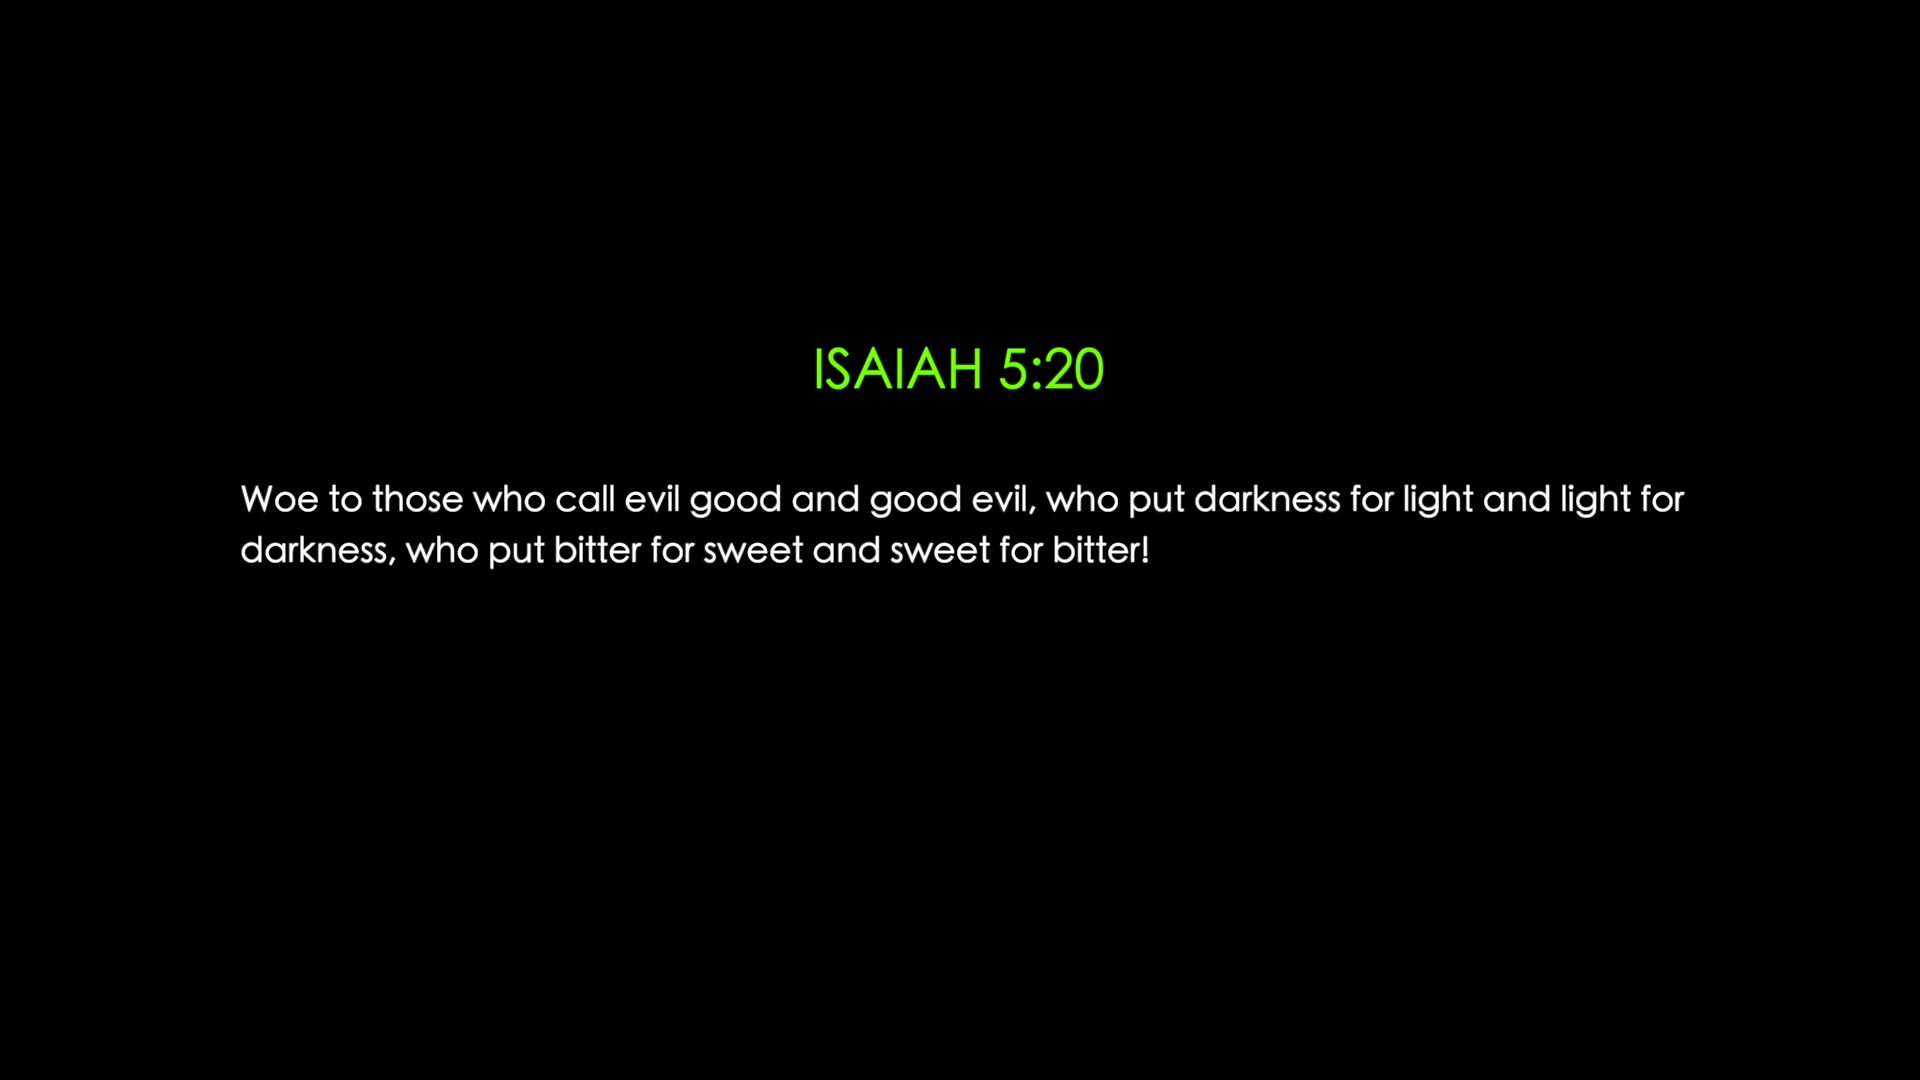 ISAIAH 5:20
Woe to those who call evil good and good evil, who put darkness for light and light for
darkness, who put bitter for sweet and sweet for bitter!